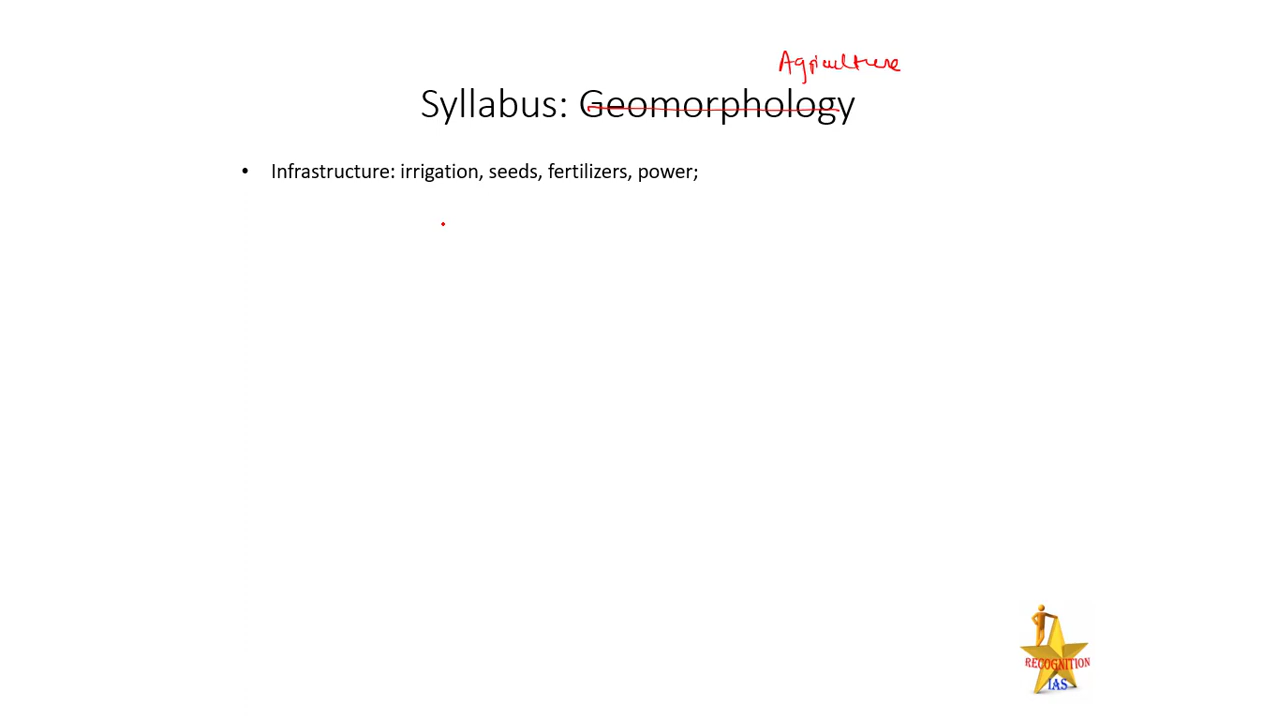 Agriculture
Syllabus: Geomorphology
• Infrastructure: irrigation, seeds, fertilizers, power;
RECOGNITION
IAS